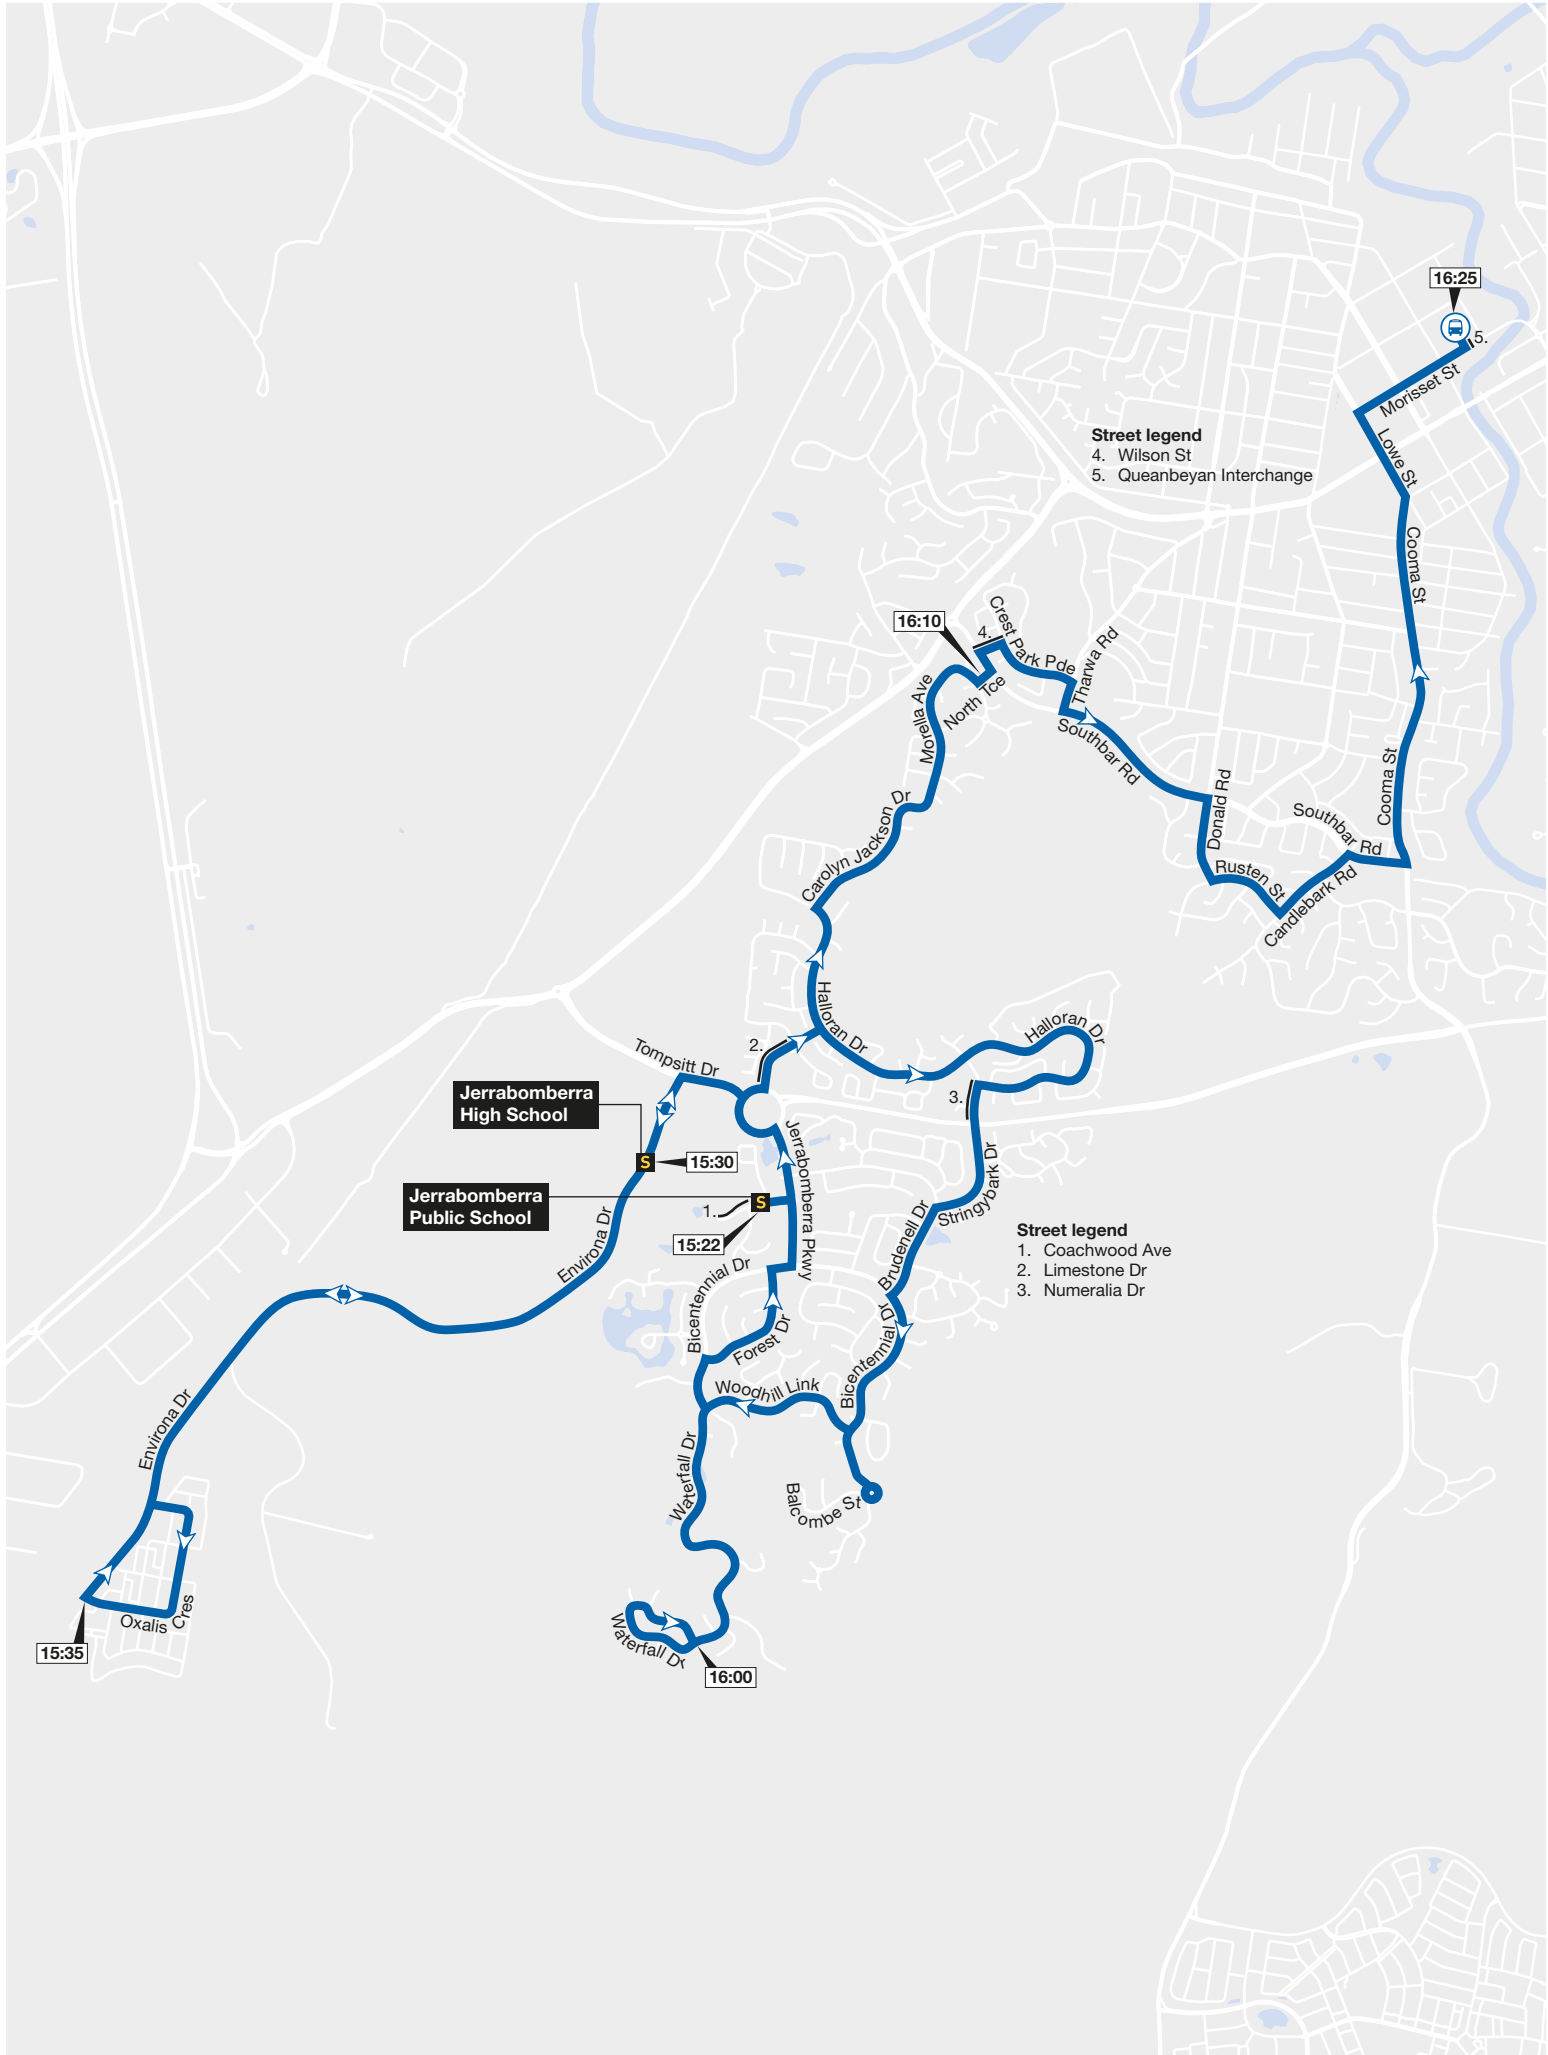 16:25
5.
Morisset St
Lowe St
Street legend
4. Wilson St
5. Queanbeyan Interchange
Cooma St
16:10
4.
Crest Park Pde
Tharwa Rd
North Tce
Morella Ave
Southbar Rd
Donald Rd
Cooma St
Southbar Rd
Rusten St
Candlebark Rd
Carolyn Jackson Dr
Halloran Dr
Halloran Dr
2.
Tompsitt Dr
Jerrabomberra
High School
3.
15:30
Jerrabomberra Pkwy
Stringybark Dr
Jerrabomberra
Public School
1.
15:22
Brudenell Dr
Street legend
1. Coachwood Ave
2. Limestone Dr
3. Numeralia Dr
Environa Dr
Bicentennial Dr
Forest Dr
Bicentennial Dr
Woodhill Link
Environa Dr
Waterfall Dr
Balcombe St
Oxalis Cres
15:35
Waterfall Dr
16:00
S
S